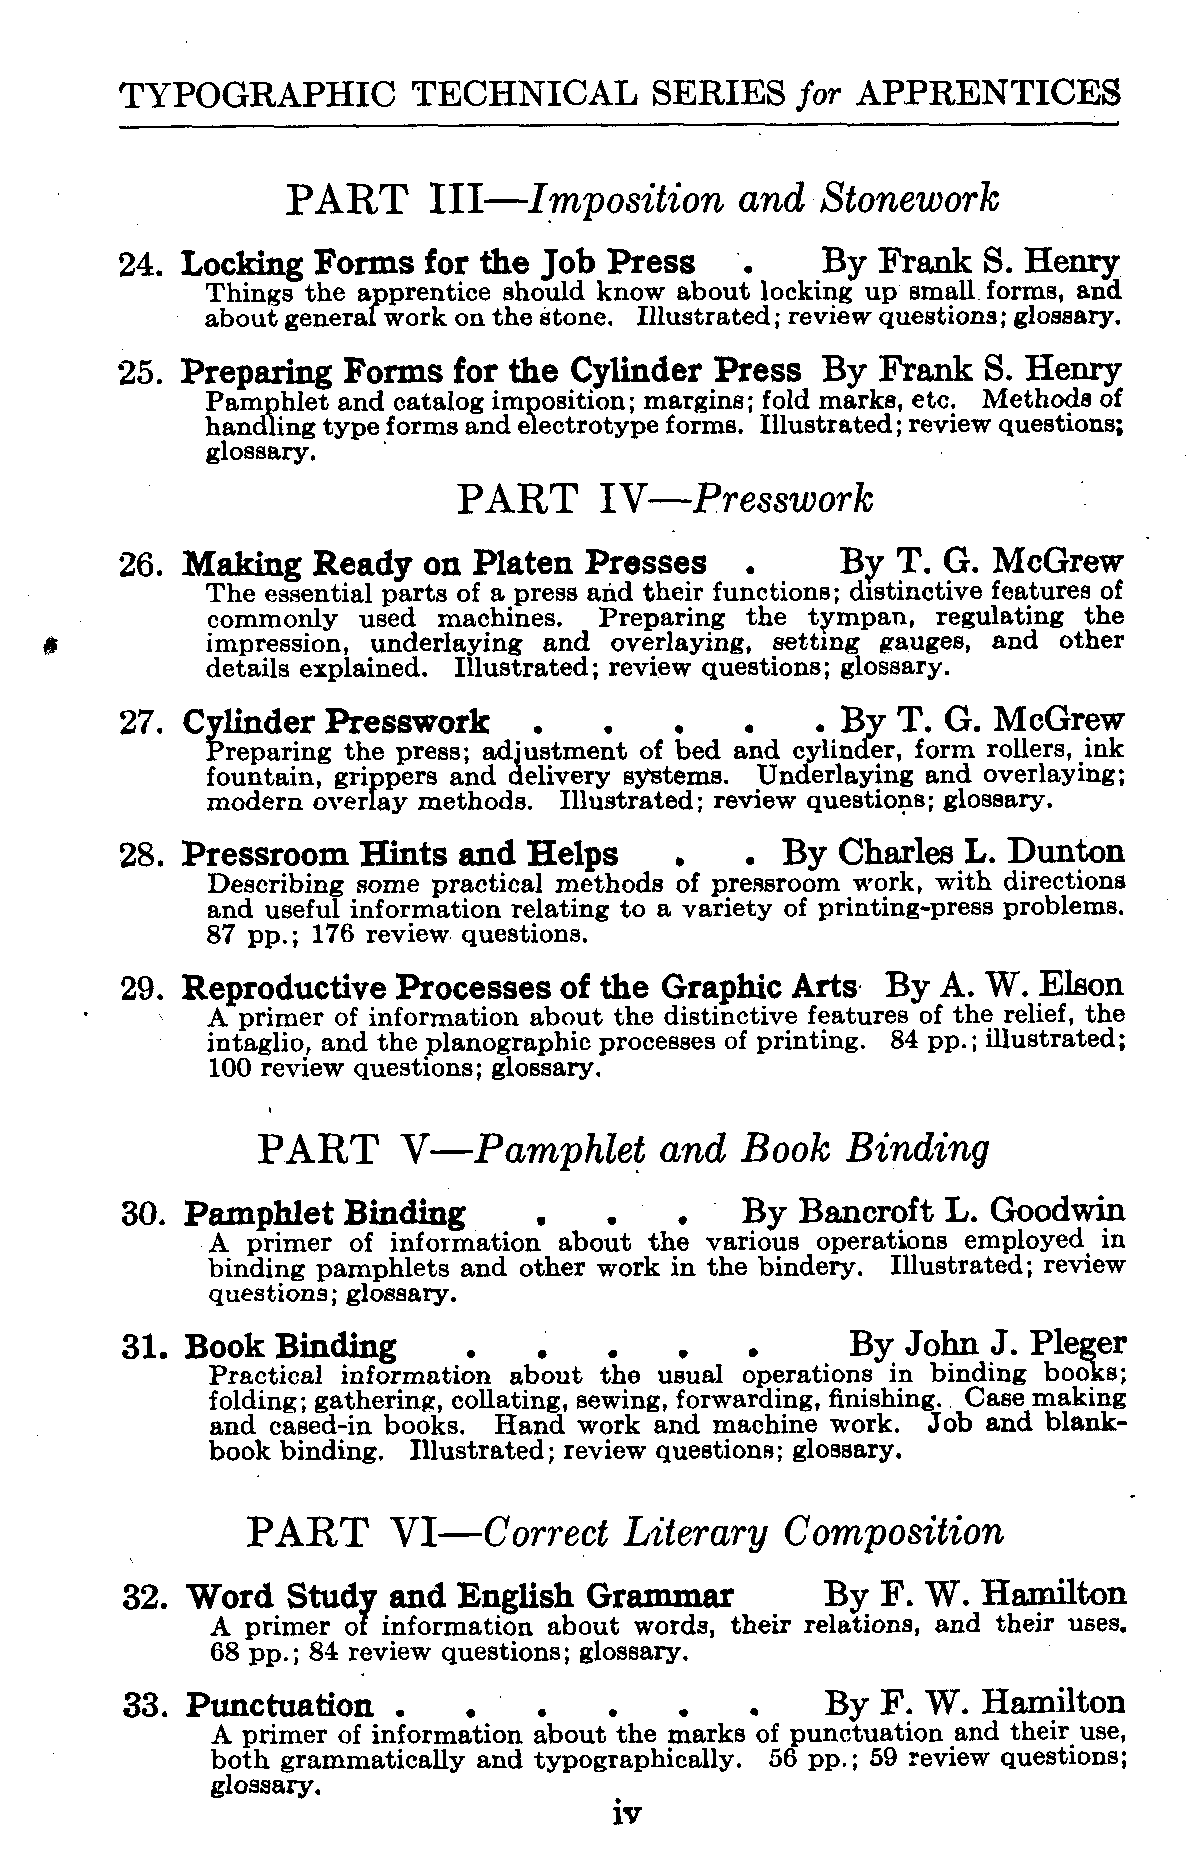 TYPOGRAPHIC TECHNICAL SERIES for APPRENTICES
PART III—Imposition and Stonework
24. Locking Forms for the Job Press . By Frank S. Henry
Things the apprentice should know about locking up small forms, and
about general work on the stone. Illustrated; review questions; glossary.
25. Preparing Forms for the Cylinder Press By Frank S. Henry
Pamphlet and catalog imposition; margins; fold marks, etc. Methods of
handling type forms and electrotype forms. Illustrated; review questions;
glossary.
PART IV—Presswork
26. Making Ready on Platen Presses . By T. G. McGrew
The essential parts of a press and their functions; distinctive features of
commonly used machines. Preparing the tympan, regulating the
impression, underlaying and overlaying, setting gauges, and other
details explained. Illustrated; review questions; glossary.
27. Cylinder Presswork . . . . . By T. G. McGrew
Preparing the press; adjustment of bed and cylinder, form rollers, ink
fountain, grippers and delivery systems. Underlaying and overlaying;
modern overlay methods. Illustrated; review questions; glossary.
28. Pressroom Hints and Helps . . By Charles L. Dunton
Describing some practical methods of pressroom work, with directions
and useful information relating to a variety of printing-press problems.
87 pp.; 176 review questions.
29. Reproductive Processes of the Graphic Arts By A. W. Elson
A primer of information about the distinctive features of the relief, the
intaglio, and the planographic processes of printing. 84 pp.; illustrated;
100 review questions; glossary.
PART V—Pamphlet and Book Binding
30. Pamphlet Binding . . . By Bancroft L. Goodwin
A primer of information about the various operations employed in
binding pamphlets and other work in the bindery. Illustrated; review
questions; glossary.
31. Book Binding . . . . . By John J. Pleger
Practical information about the usual operations in binding books;
folding; gathering, collating, sewing, forwarding, finishing. Case making
and cased-in books. Hand work and machine work. Job and blank-
book binding. Illustrated; review questions; glossary.
PART VI—Correct Literary Composition
32. Word Study and English Grammar By F. W. Hamilton
A primer of information about words, their relations, and their uses.
68 pp.; 84 review questions; glossary.
33. Punctuation . . . . . . By F. W. Hamilton
A primer of information about the marks of punctuation and their use,
both grammatically and typographically. 56 pp.; 59 review questions;
glossary.
iv